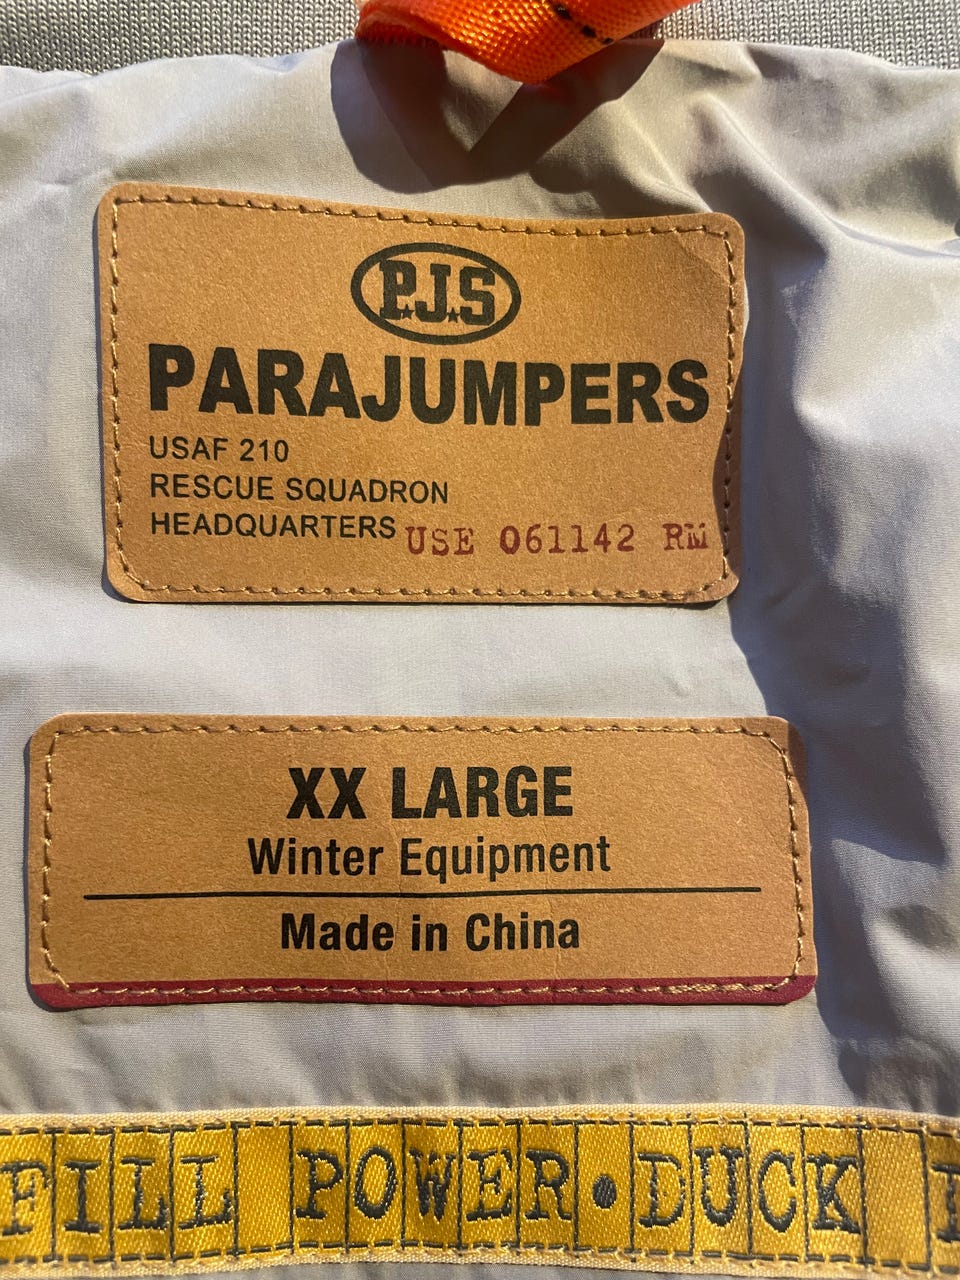 P.J.S
PARAJUMPERS
USAF 210
RESCUE SQUADRON
HEADQUARTERS USE 061142 RM
XX LARGE
Winter Equipment
Made in China
FILL POWER • DUCK